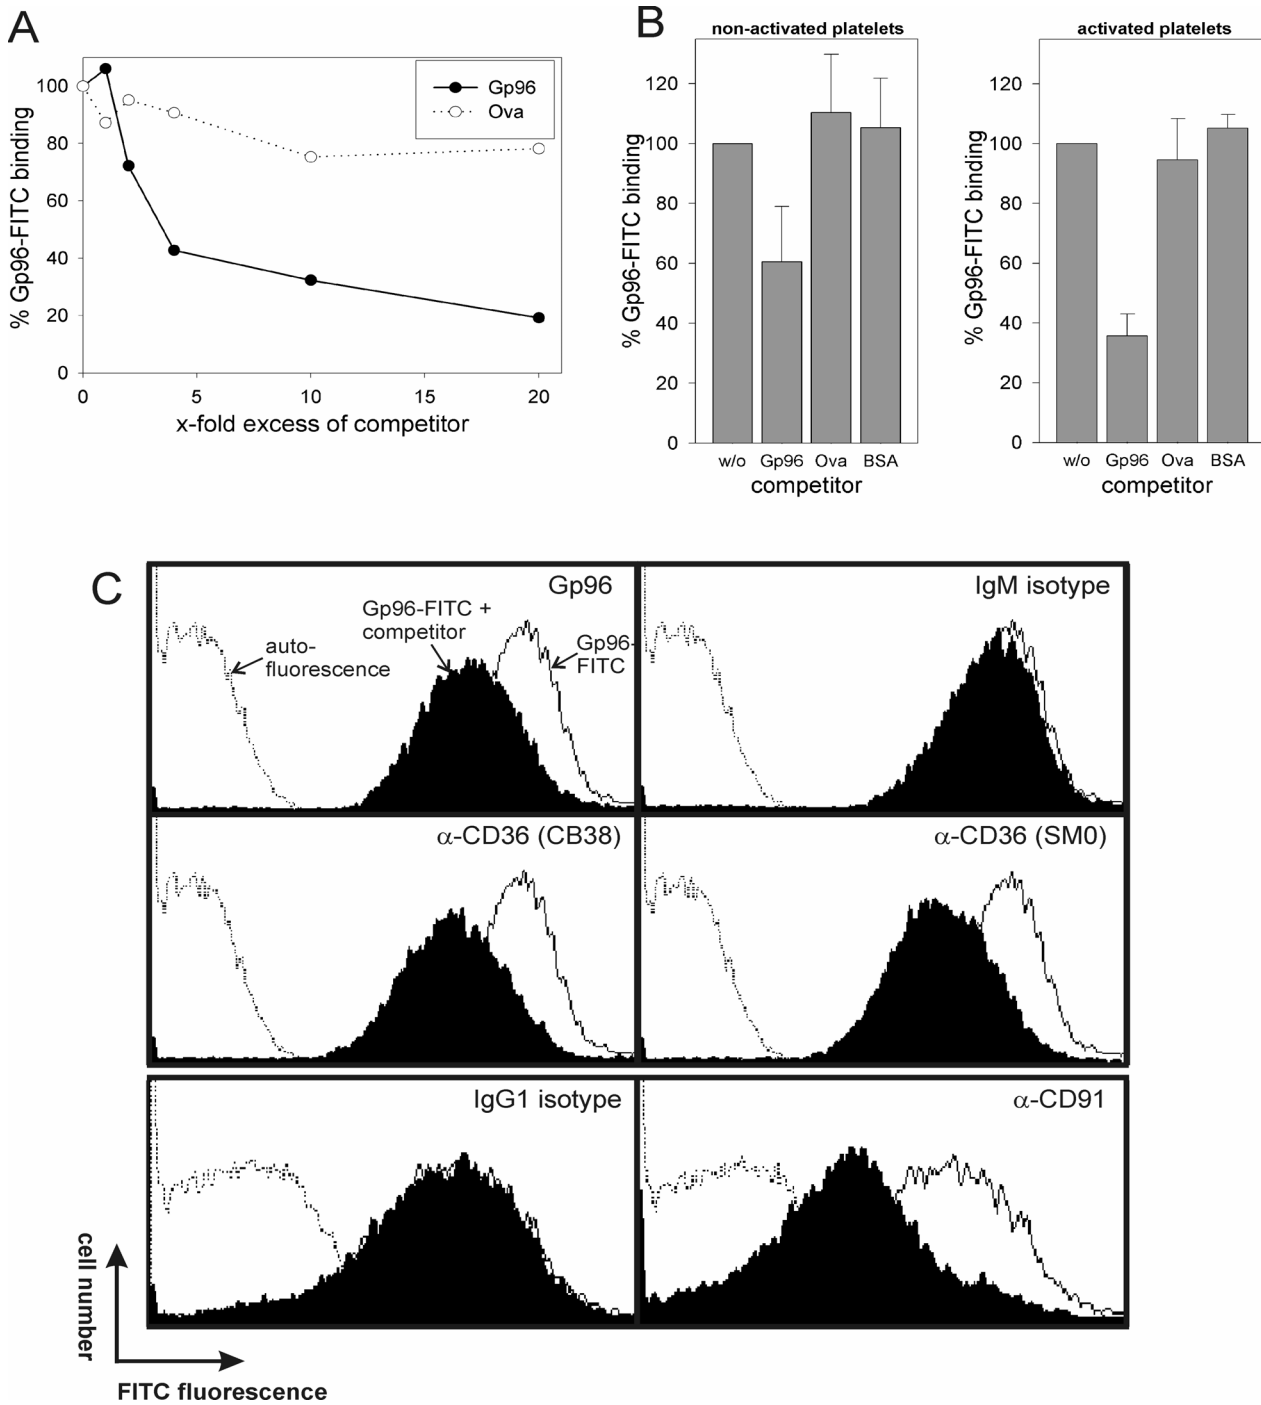 A
100
80
60
40
20
0
0 5 10 15 20
% Gp96-FITC binding
x-fold excess of competitor
Gp96
Ova
B
non-activated platelets
120
100
80
60
40
20
0
% Gp96-FITC binding
w/o Gp96 Ova BSA
competitor
activated platelets
120
100
80
60
40
20
0
% Gp96-FITC binding
w/o Gp96 Ova BSA
competitor
C
Gp96
auto-
fluorescence
Gp96-FITC +
competitor
Gp96-
FITC
IgM isotype
α-CD36 (CB38)
α-CD36 (SM0)
IgG1 isotype
α-CD91
cell number
FITC fluorescence